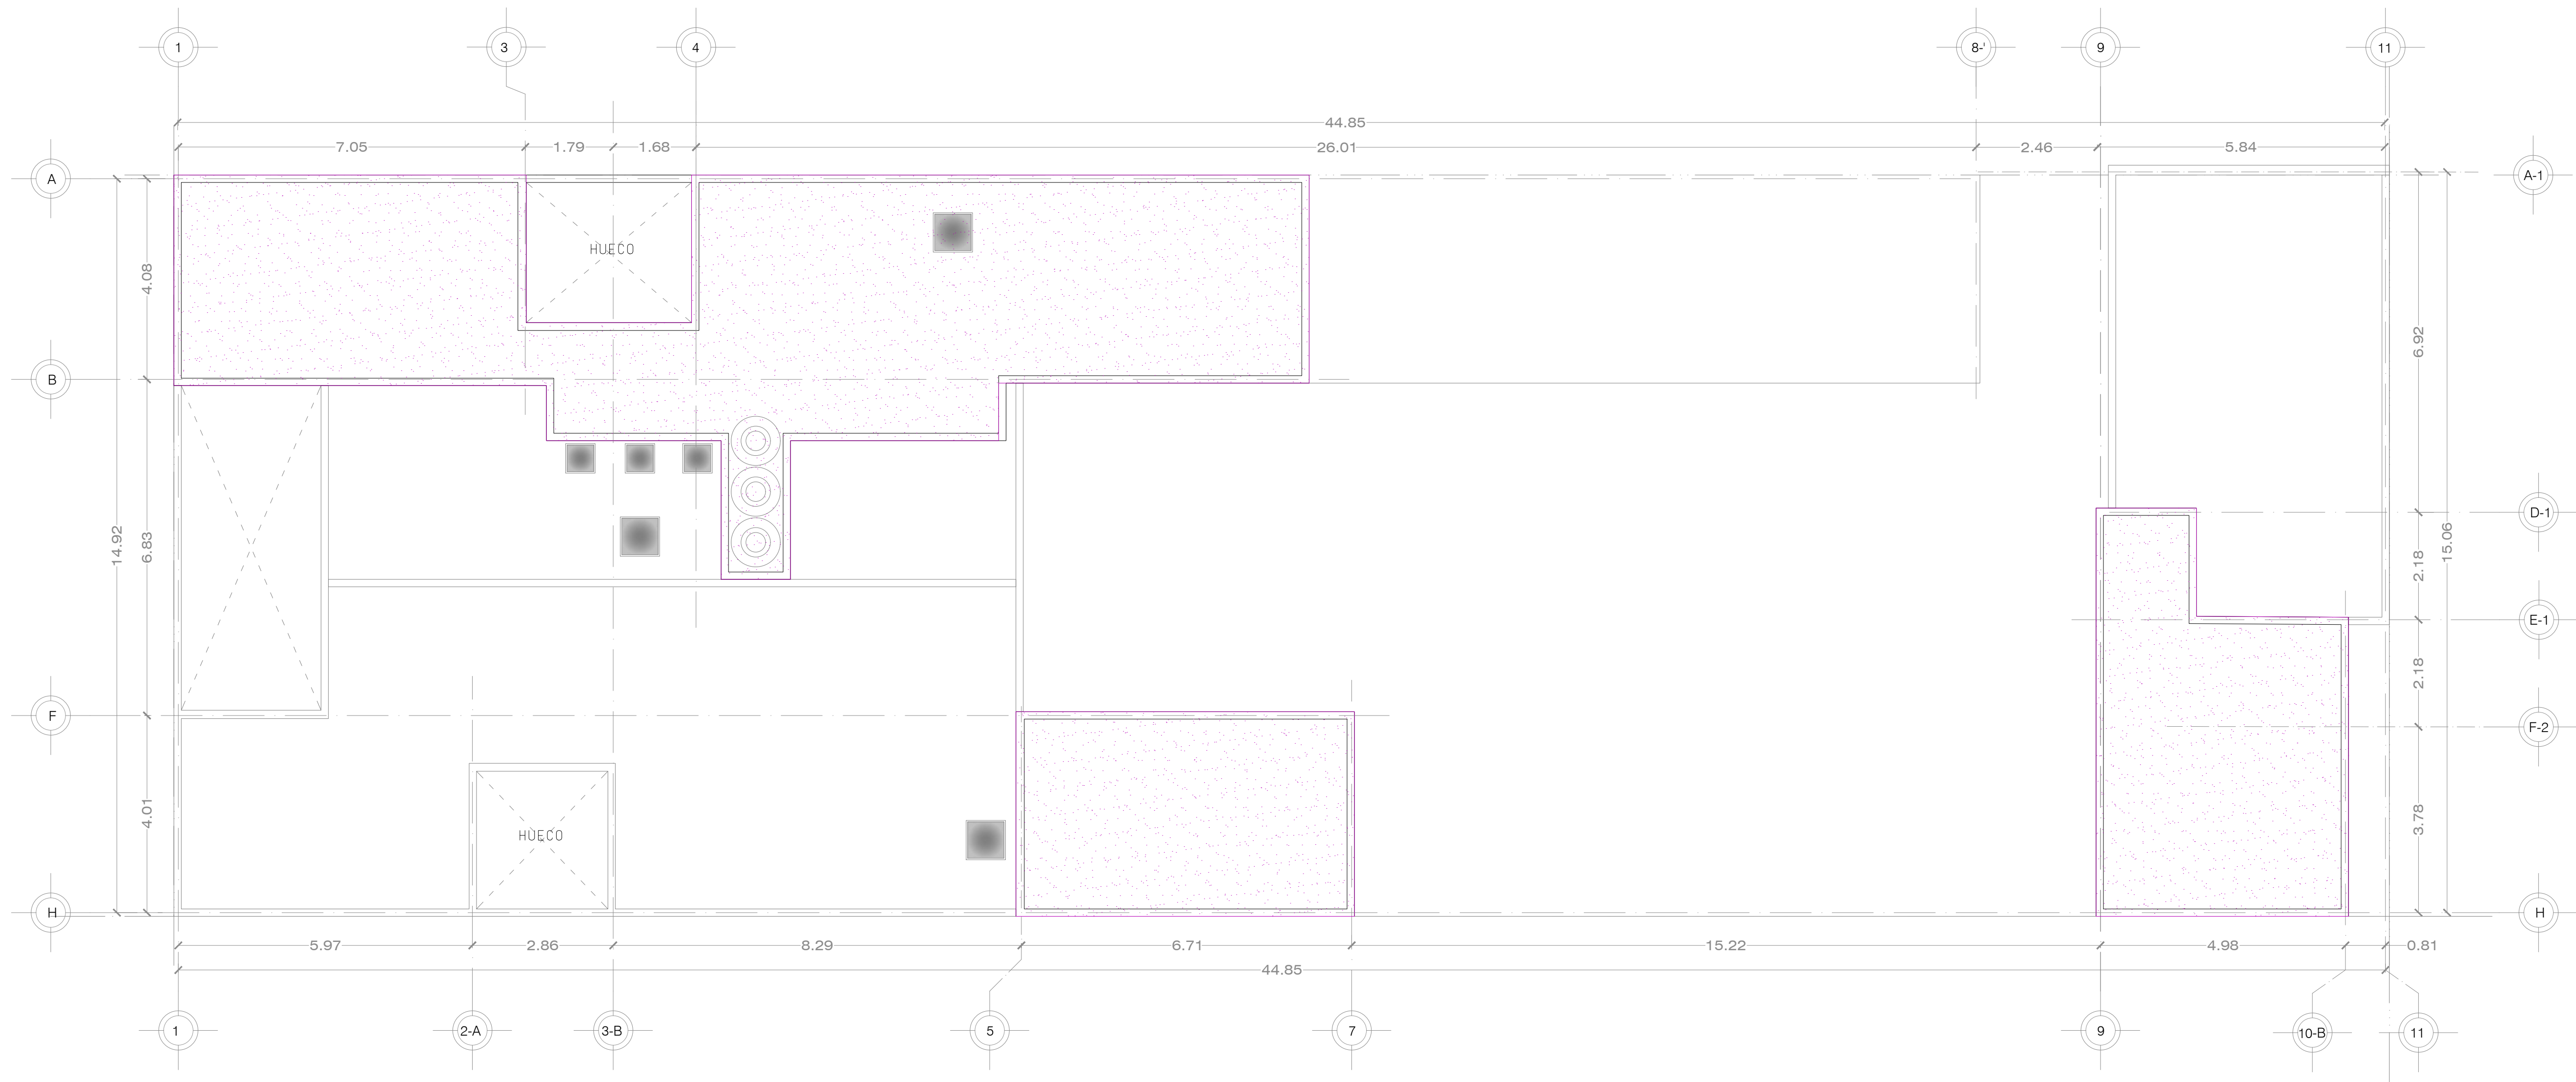 1 3 4 8-' 9 11
44.85
7.05 1.79 1.68 26.01 2.46 5.84
A A-1
HUECO
4.08
6.92
B
D-1
14.92 6.83 2.18 15.06
E-1
2.18
F F-2
HUECO
4.01 3.78
H H
5.97 2.86 8.29 6.71 15.22 4.98 0.81
44.85
1 2-A 3-B 5 7 9 10-B 11